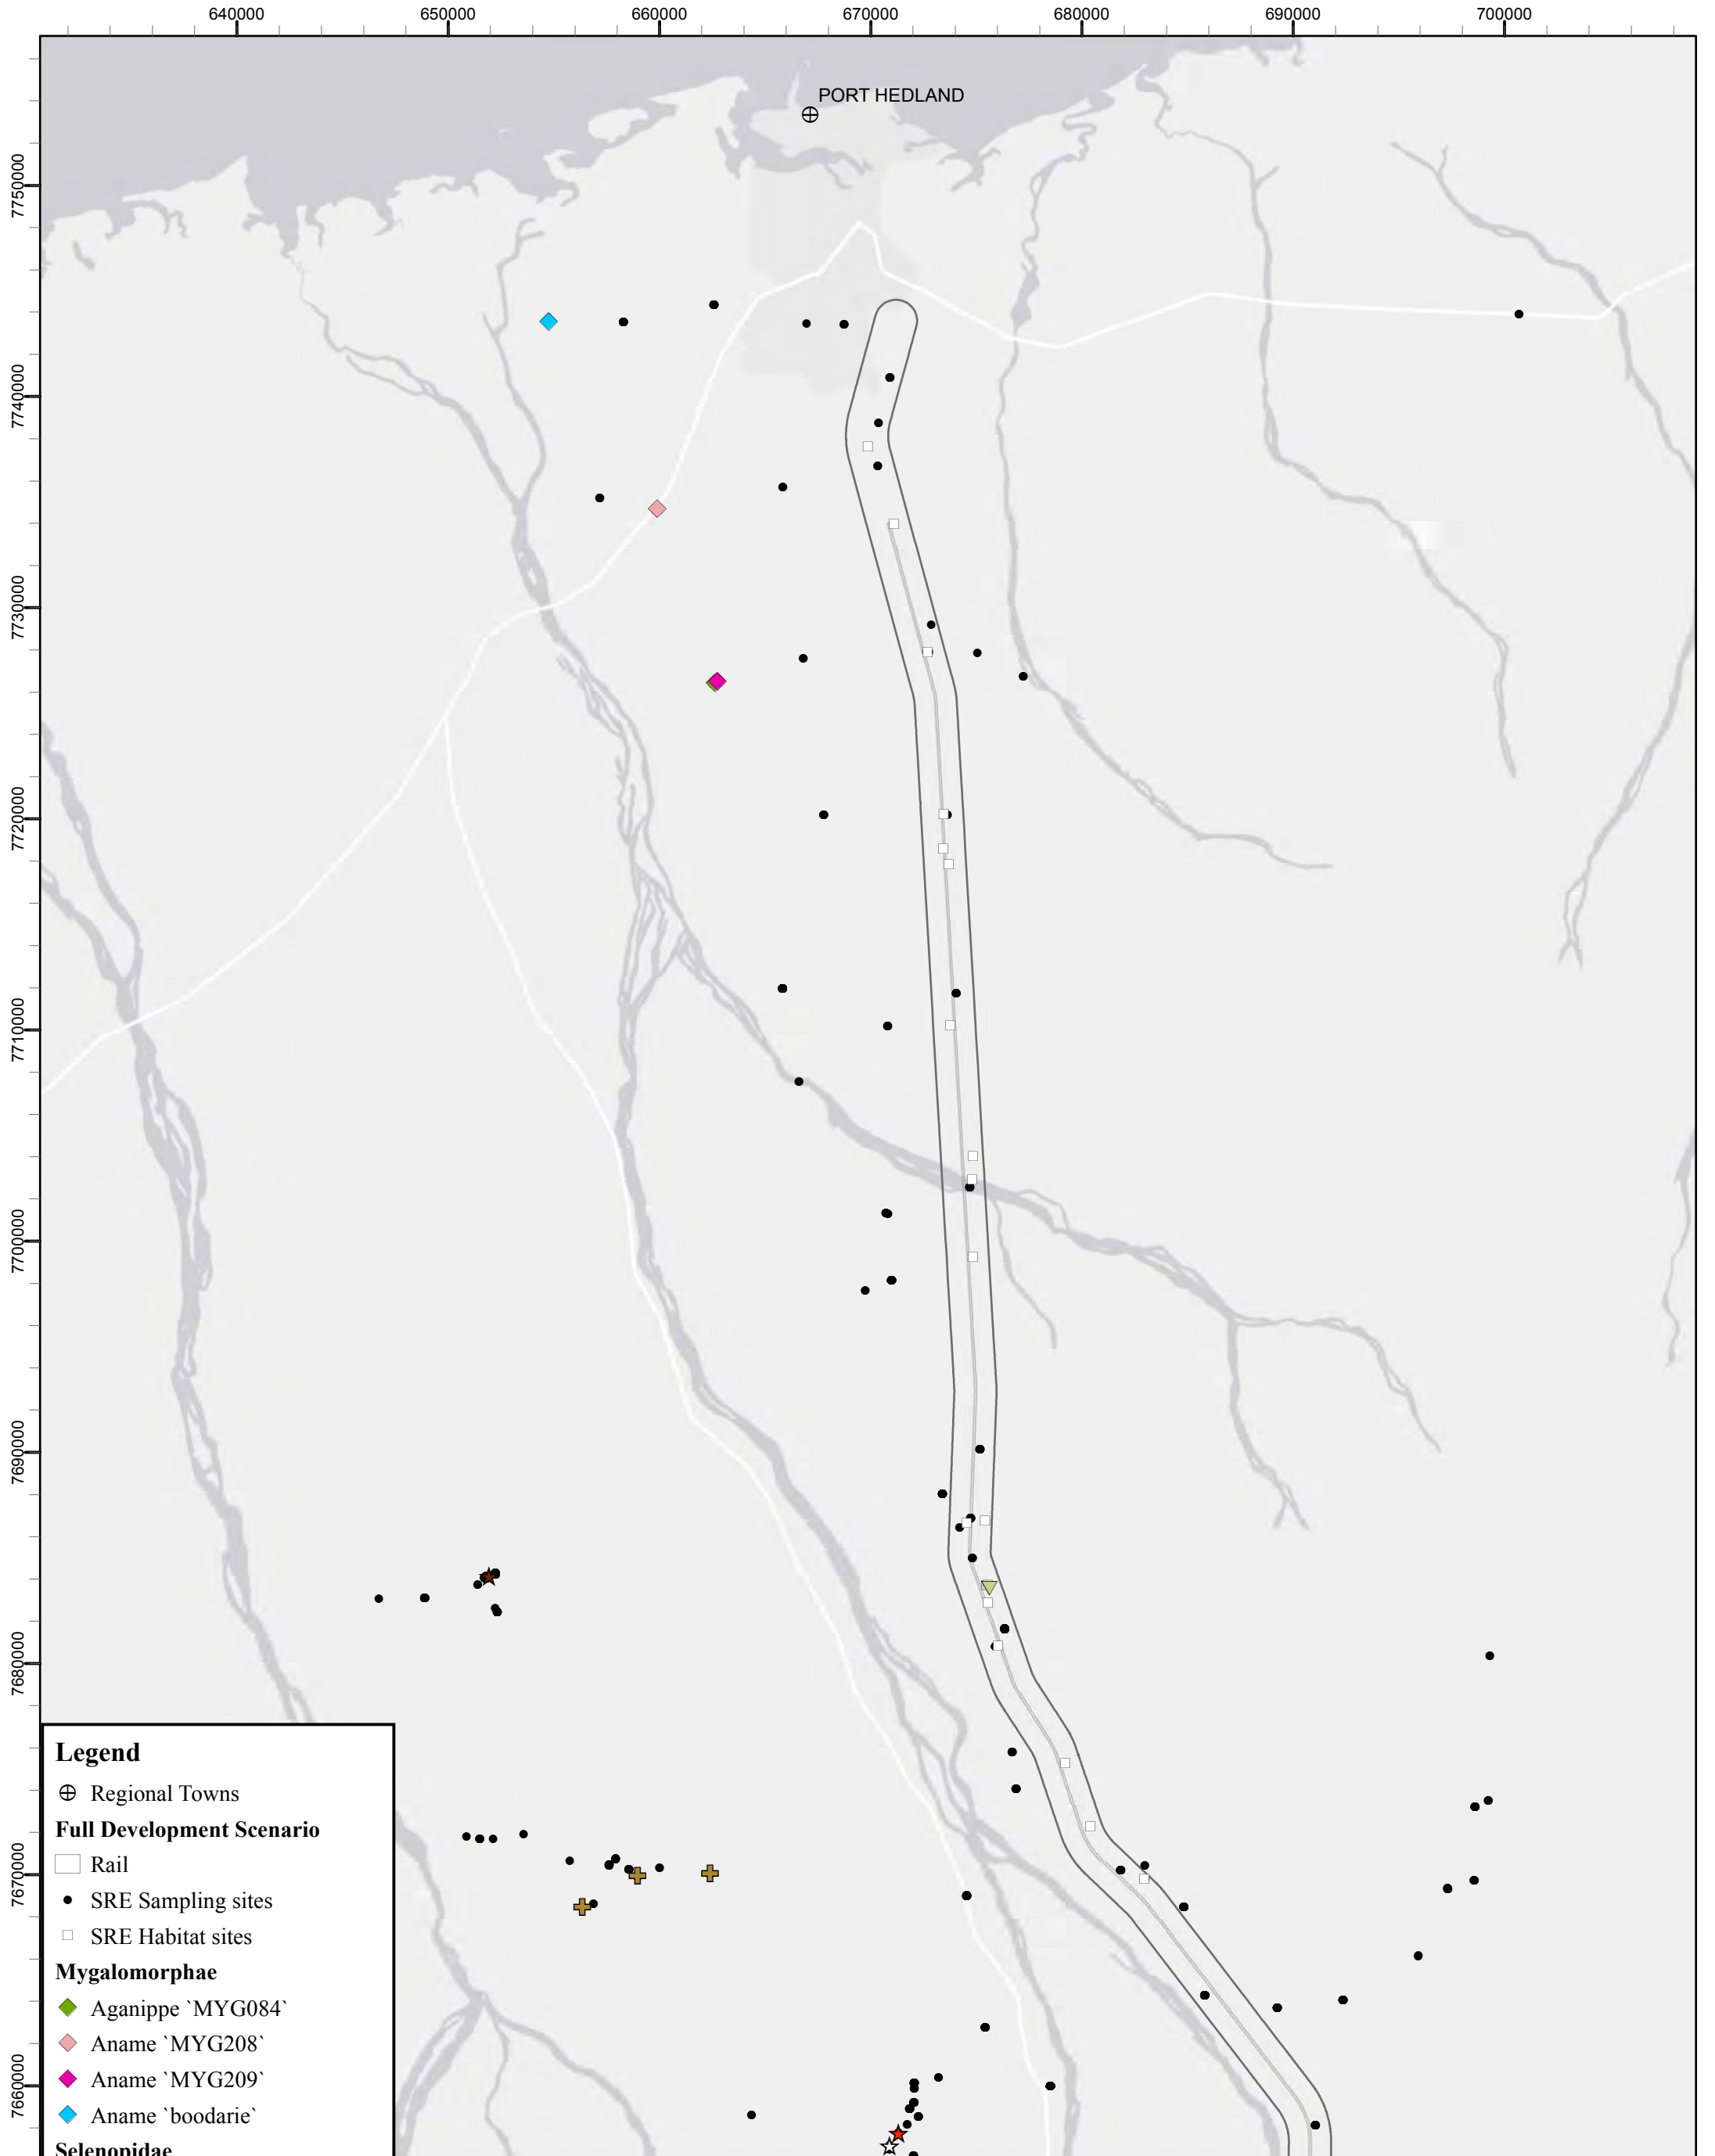 640000 650000 660000 670000 680000 690000 700000
PORT HEDLAND
7750000
7740000
7730000
7720000
7710000
7700000
7690000
7680000
7670000
7660000
Legend
Regional Towns
Full Development Scenario
Rail
SRE Sampling sites
SRE Habitat sites
Mygalomorphae
Aganippe `MYG084`
Aname `MYG208`
Aname `MYG209`
Aname `boodarie`
Selenopidae